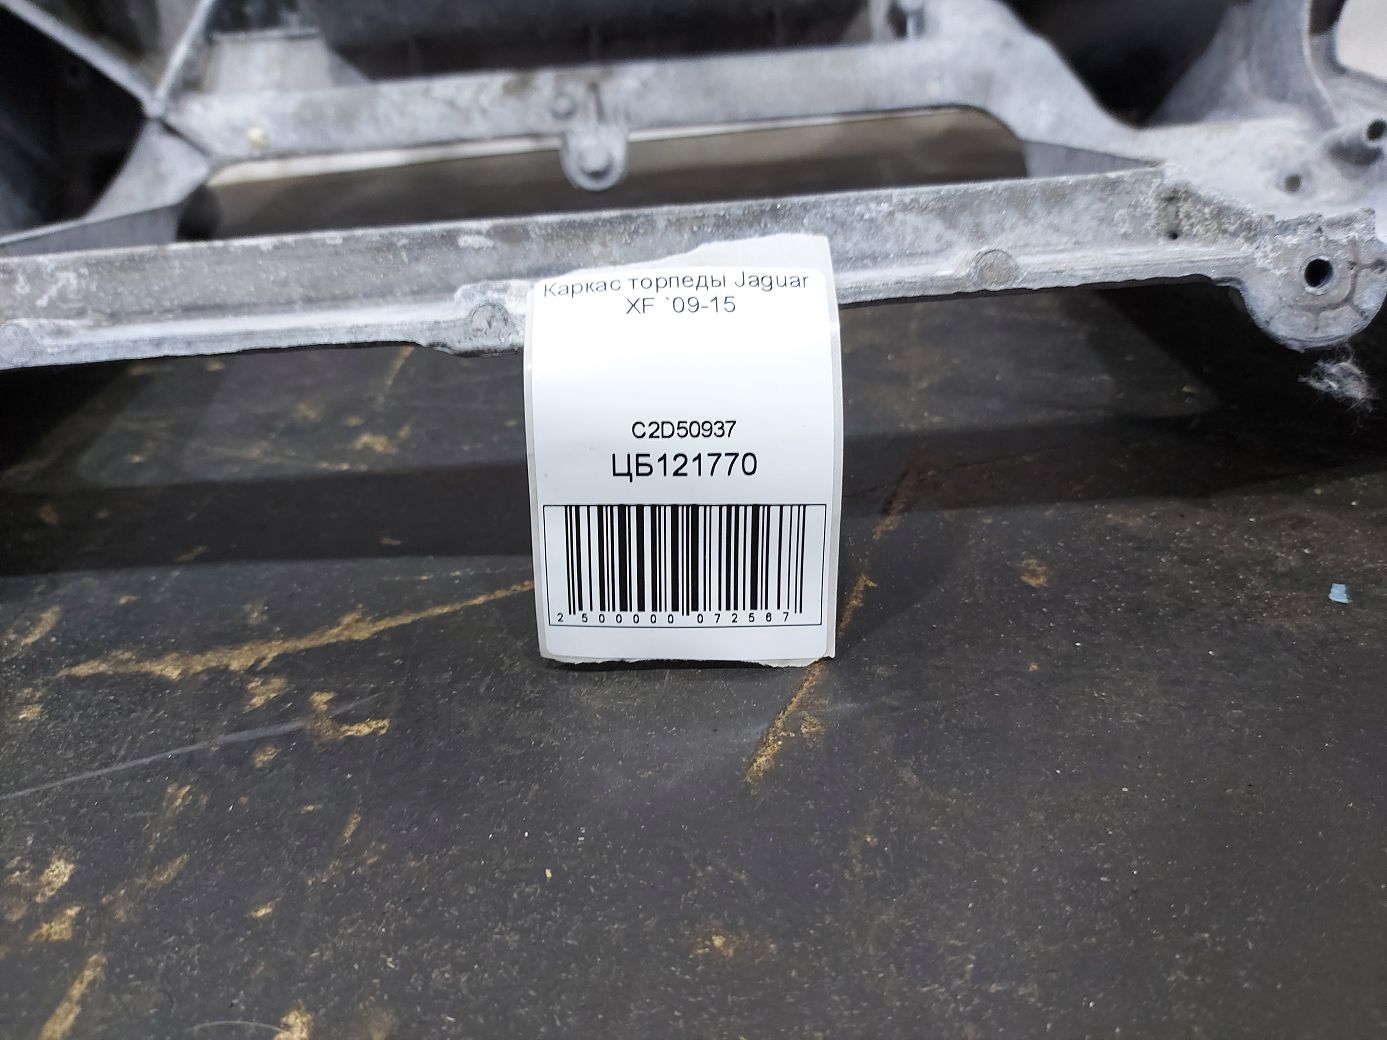 Каркас торпеды Jaguar
XF `09-15
C2D50937
ЦБ121770
2 500000 072567